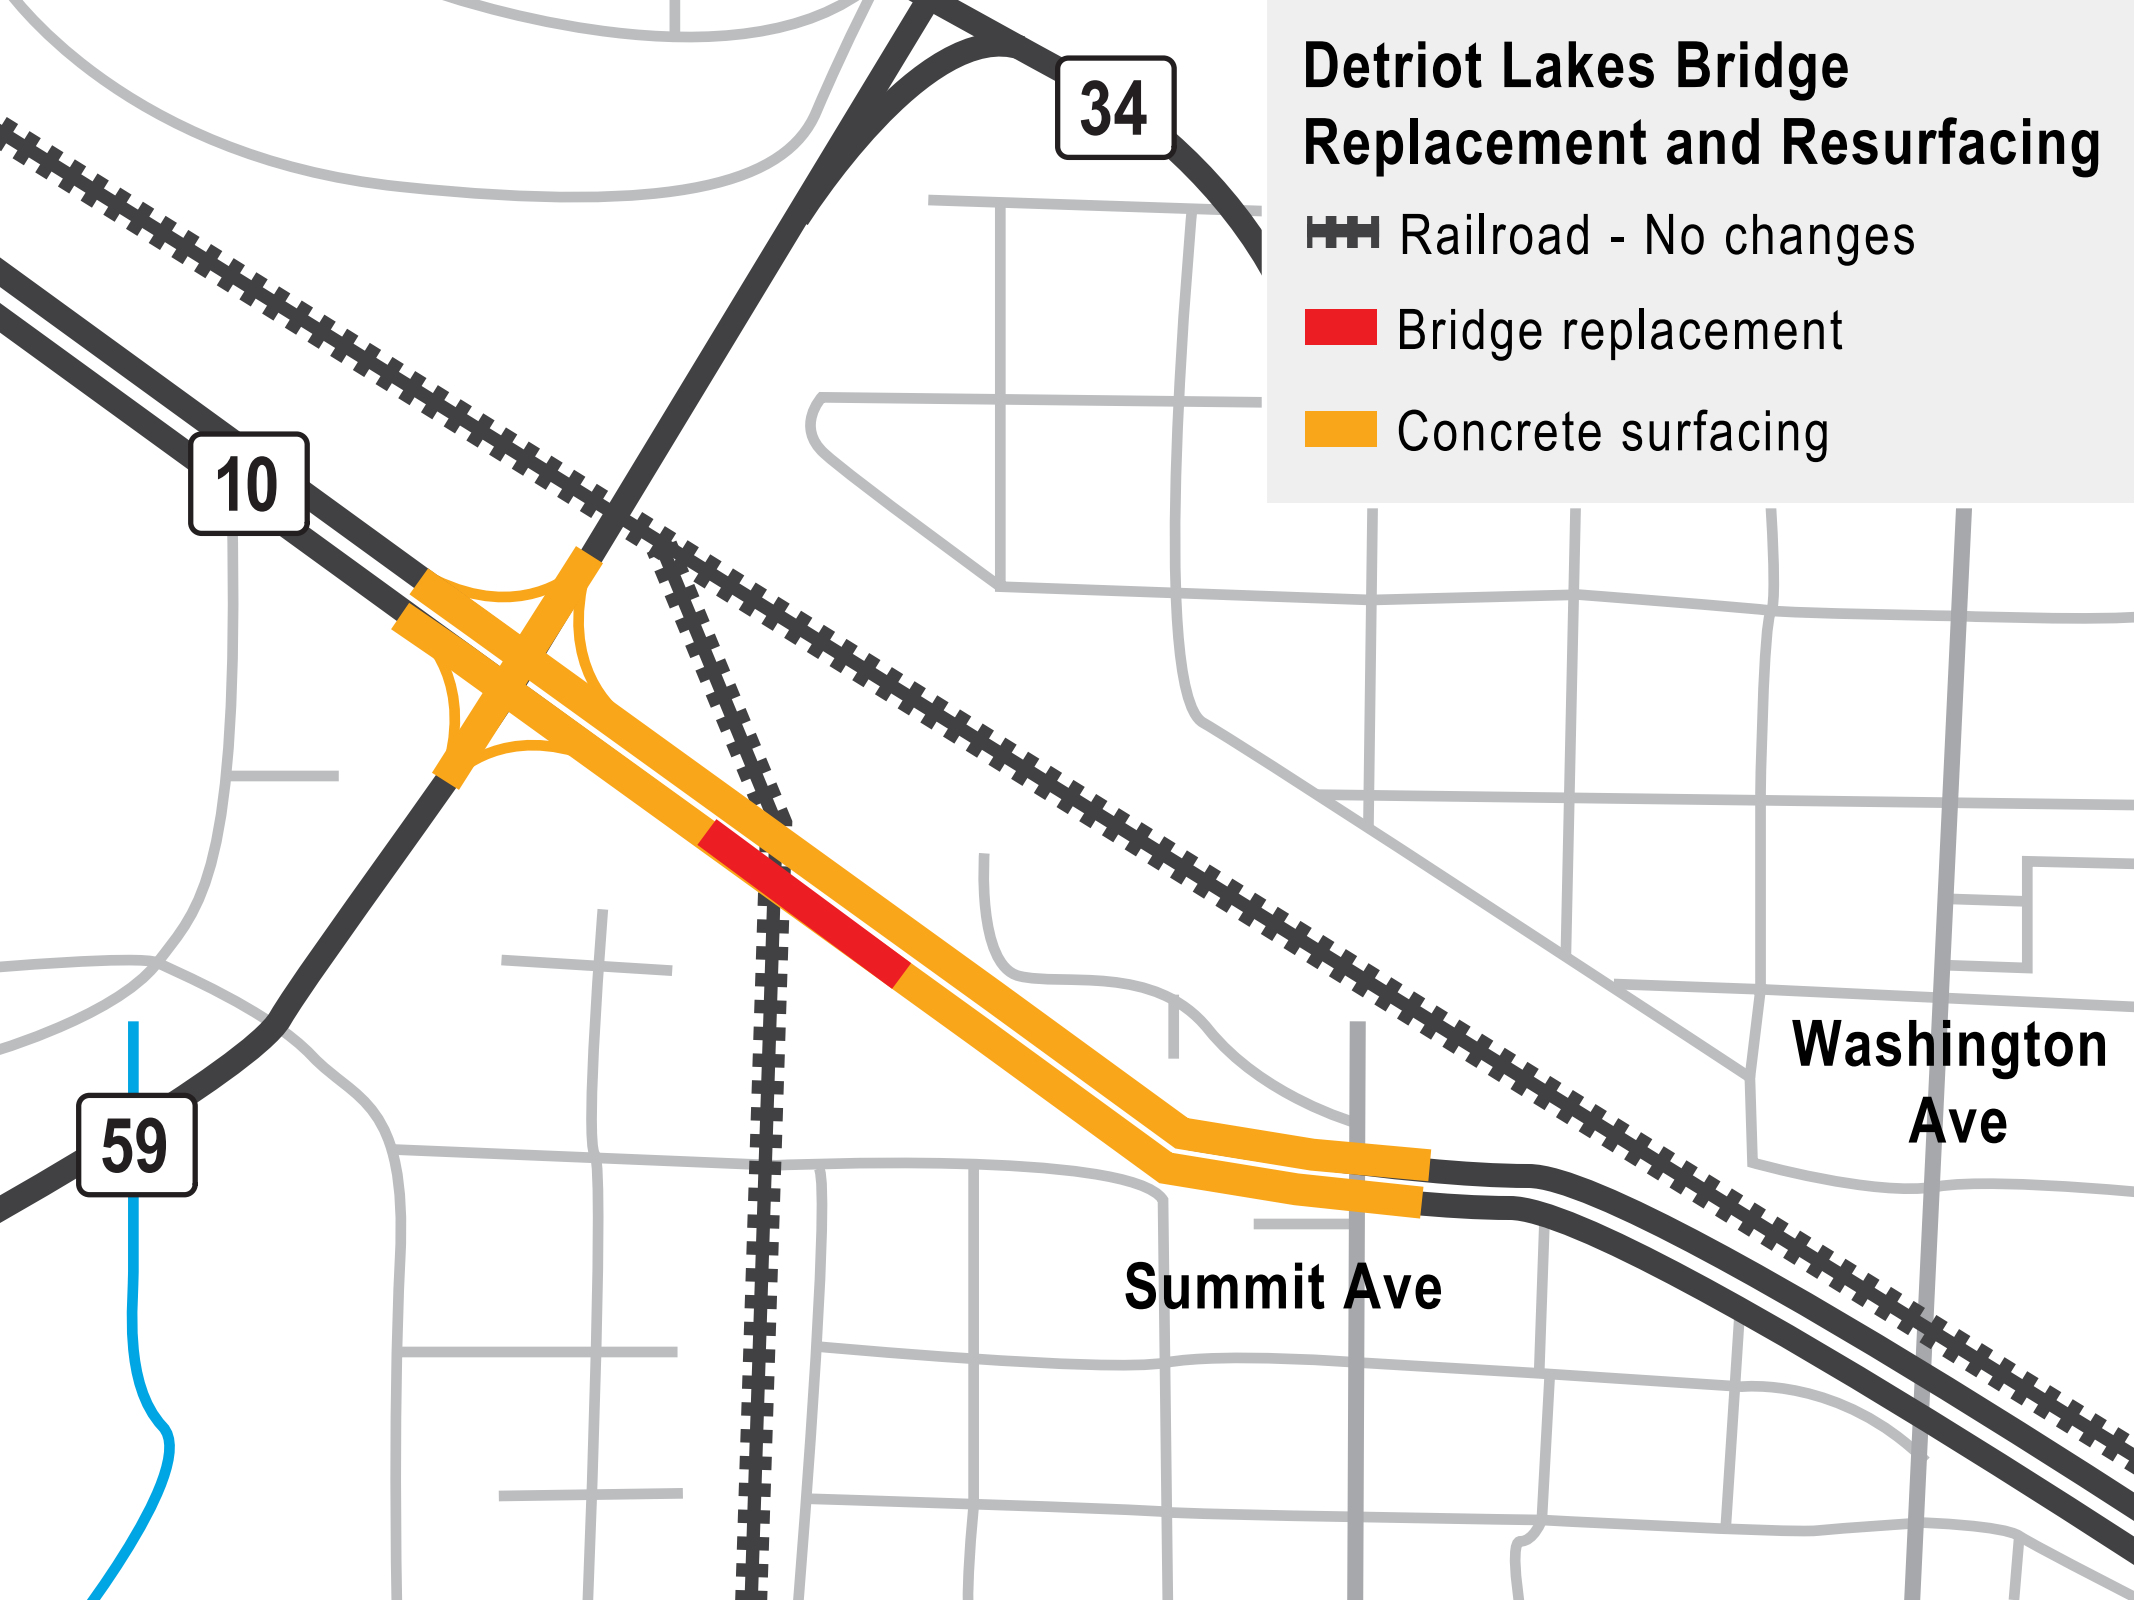 Detriot Lakes Bridge
Replacement and Resurfacing
Railroad - No changes
Bridge replacement
Concrete surfacing
34
10
59
Washington
Ave
Summit Ave